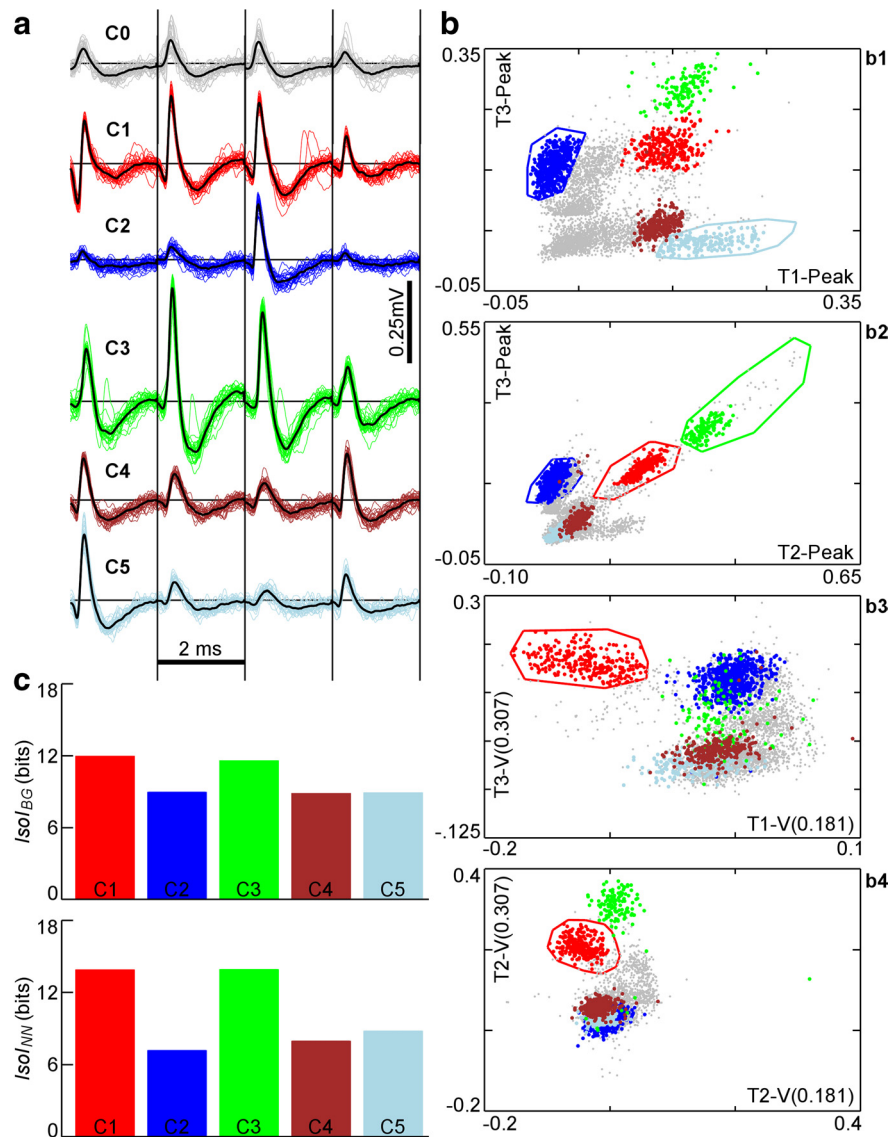 a
C0
C1
C2
C3
C4
C5
0.25mV
2 ms
b
b1
0.35
T3-Peak
-0.05
T1-Peak
-0.05
0.35
b2
0.55
T3-Peak
-0.05
T2-Peak
-0.10
0.65
b3
0.3
T3-V(0.307)
-.125
T1-V(0.181)
-0.2
0.1
b4
0.4
T2-V(0.307)
-0.2
T2-V(0.181)
-0.2
0.4
c
18
12
6
0
IsolBG (bits)
C1 C2 C3 C4 C5
18
12
6
0
IsolNN (bits)
C1 C2 C3 C4 C5